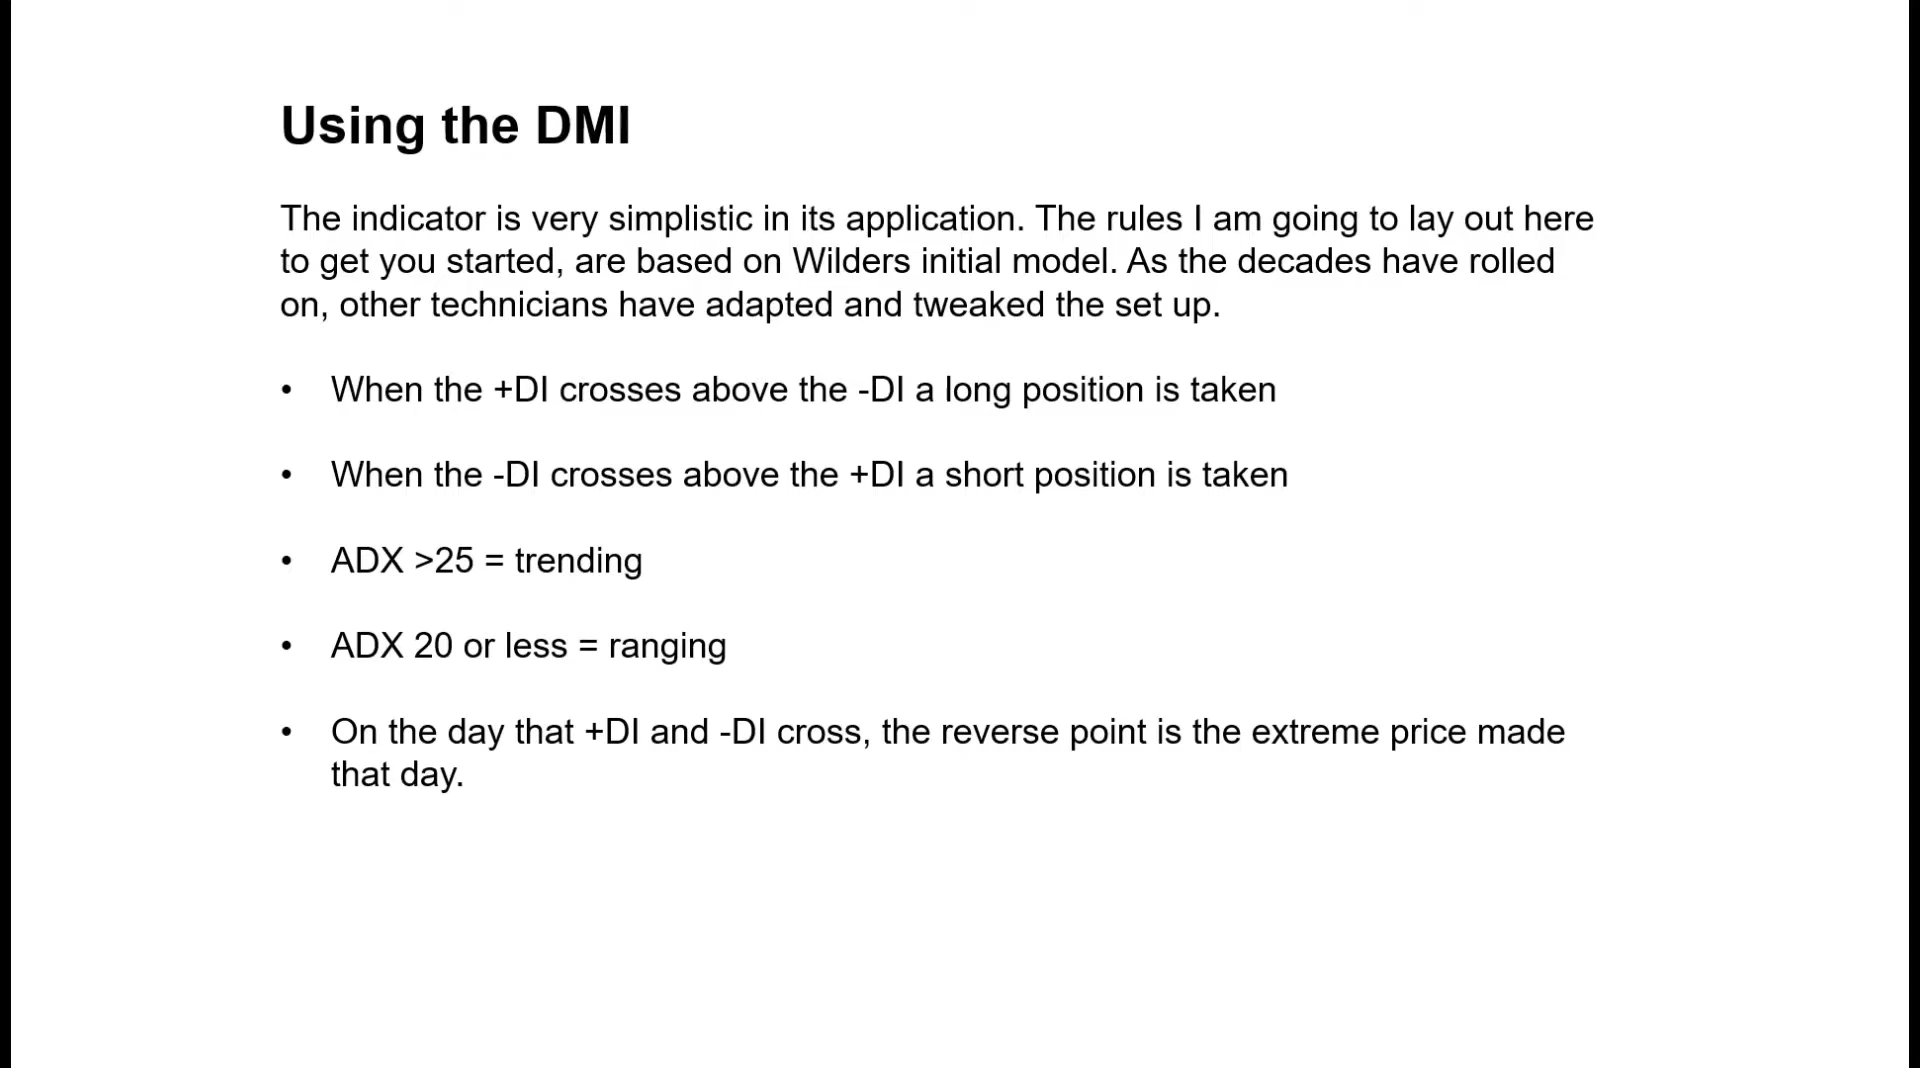 Using the DMI
The indicator is very simplistic in its application. The rules I am going to lay out here
to get you started, are based on Wilders initial model. As the decades have rolled
on, other technicians have adapted and tweaked the set up.
• When the +DI crosses above the -DI a long position is taken
• When the -DI crosses above the +DI a short position is taken
• ADX >25 = trending
• ADX 20 or less = ranging
• On the day that +DI and -DI cross, the reverse point is the extreme price made
that day.